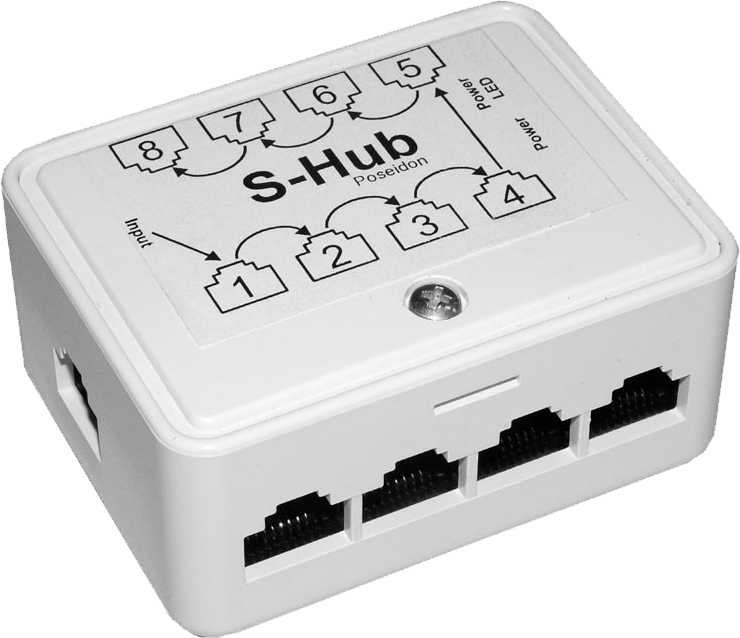 8 7 6 5
Power
LED
Power
S-Hub
Poseidon
Input
1 2 3 4